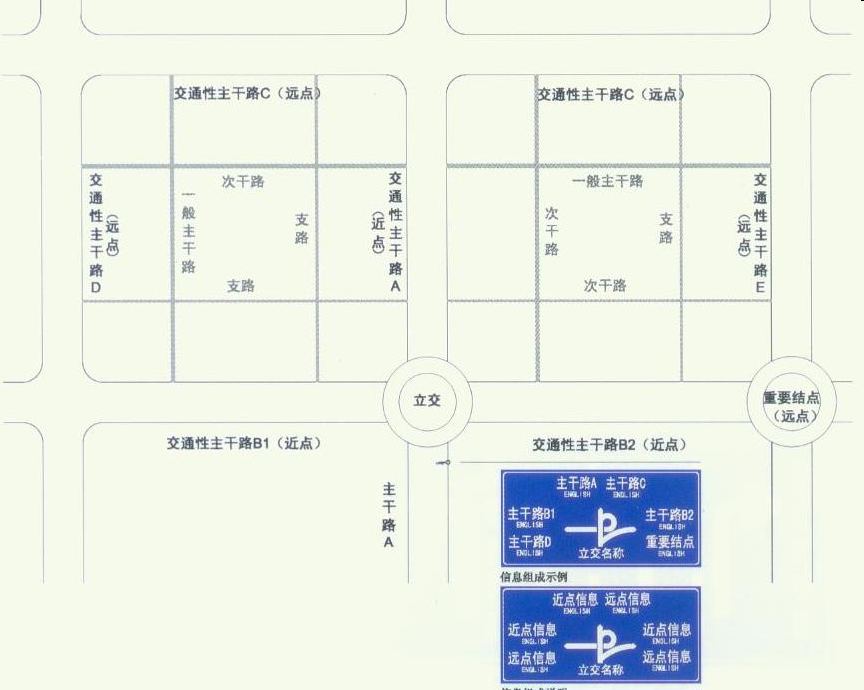 交通性主干路C（远点）
交通性主干路C（远点）
次干路
一般主干路
交通性主干路D
（远点）
一般主干路
支路
（近点）
交通性主干路A
次干路
支路
（远点）
交通性主干路E
支路
次干路
立交
重要结点
（远点）
交通性主干路B1（近点）
交通性主干路B2（近点）
主干路A
主干路A 主干路C
ENGLISH ENGLISH
主干路B1 主干路B2
ENGLISH ENGLISH
主干路D 立交名称 重要结点
ENGLISH ENGLISH
信息组成示例
近点信息 远点信息
ENGLISH ENGLISH
近点信息 近点信息
ENGLISH ENGLISH
远点信息 立交名称 远点信息
ENGLISH ENGLISH